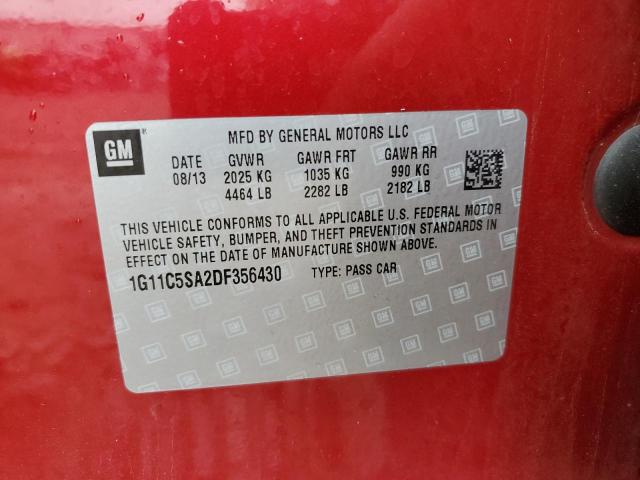 GM
MFD BY GENERAL MOTORS LLC
DATE GVWR GAWR FRT GAWR RR
08/13 2025 KG 1035 KG 990 KG
4464 LB 2282 LB 2182 LB
THIS VEHICLE CONFORMS TO ALL APPLICABLE U.S. FEDERAL MOTOR
VEHICLE SAFETY, BUMPER, AND THEFT PREVENTION STANDARDS IN
EFFECT ON THE DATE OF MANUFACTURE SHOWN ABOVE.
1G11C5SA2DF356430 TYPE: PASS CAR